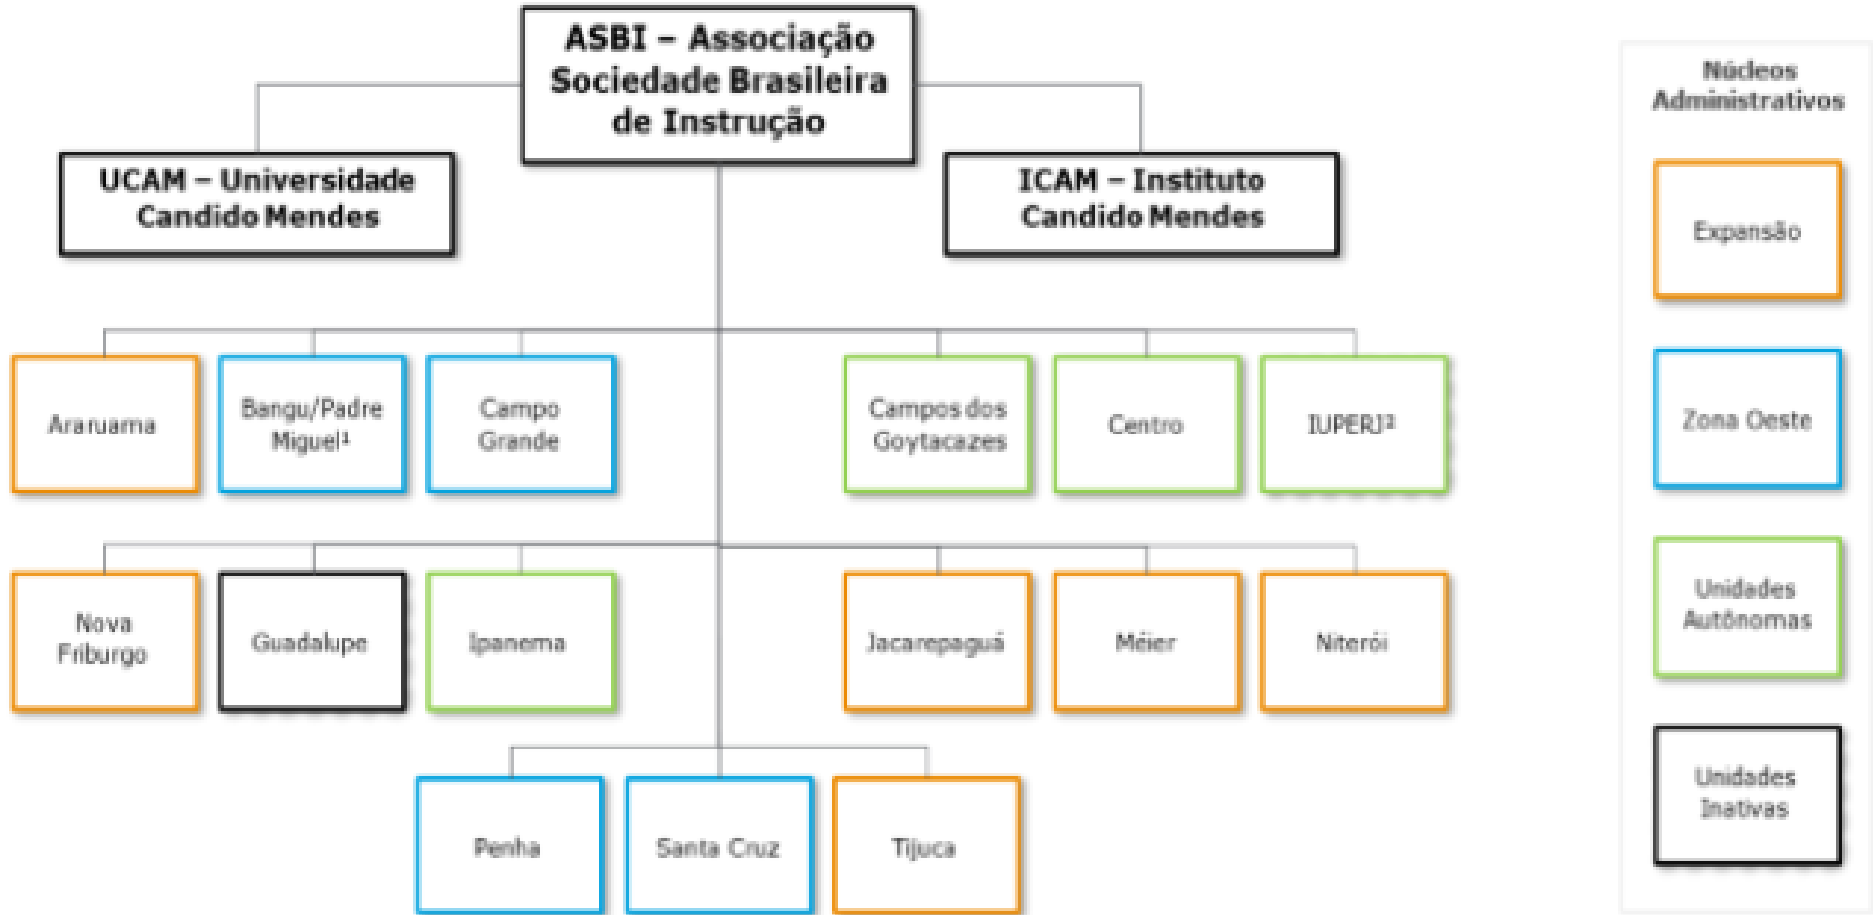 ASBI – Associação
Sociedade Brasileira
de Instrução
UCAM – Universidade
Candido Mendes
ICAM – Instituto
Candido Mendes
Araruama
Bangu/Padre
Miguel¹
Campo
Grande
Campos dos
Goytacazes
Centro
IUPERJ²
Nova
Friburgo
Guadalupe
Ipanema
Jacarepaguá
Méier
Niterói
Penha
Santa Cruz
Tijuca
Núcleos
Administrativos
Expansão
Zona Oeste
Unidades
Autônomas
Unidades
Inativas